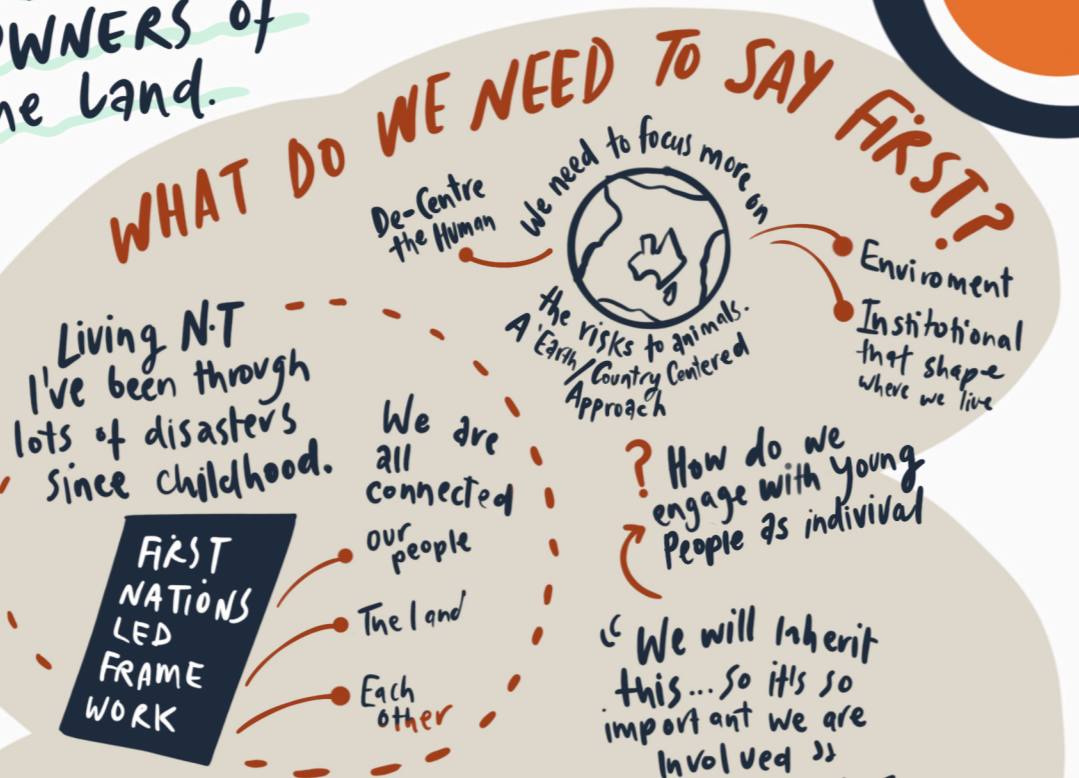 OWNERS of
he Land.
WHAT DO WE NEED TO SAY FIRST?
De-Centre
the Human
We need to focus more on
the risks to animals.
A 'Earth/Country Centered
Approach
Enviroment
Institutional
that shape
where we live
Living N.T
I've been through
lots of disasters
since childhood.
We are
all
connected
our
people
The land
Each
other
FIRST
NATIONS
LED
FRAME
WORK
? How do we
engage with young
People as indivival
“We will Inherit
this... so it's so
important we are
Involved”